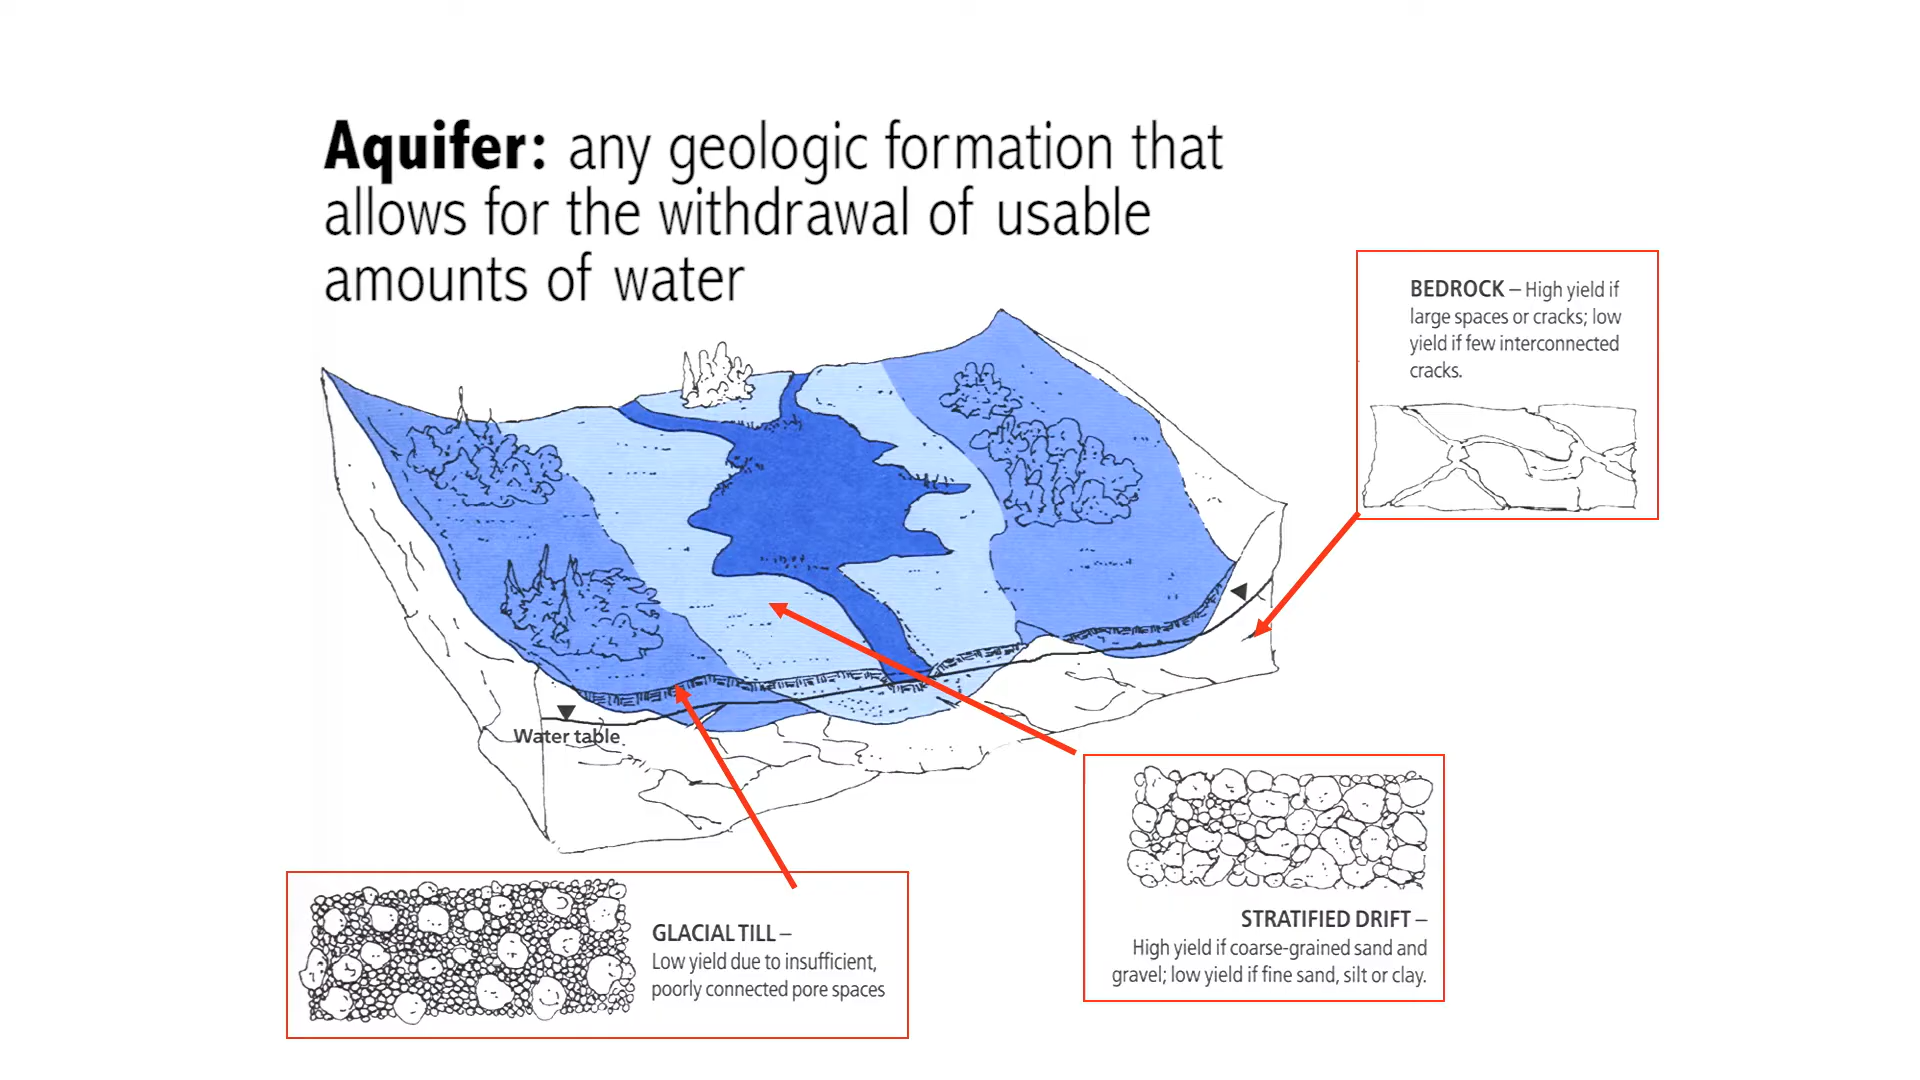 Aquifer: any geologic formation that
allows for the withdrawal of usable
amounts of water
BEDROCK – High yield if
large spaces or cracks; low
yield if few interconnected
cracks.
Water table
STRATIFIED DRIFT –
High yield if coarse-grained sand and
gravel; low yield if fine sand, silt or clay.
GLACIAL TILL –
Low yield due to insufficient,
poorly connected pore spaces